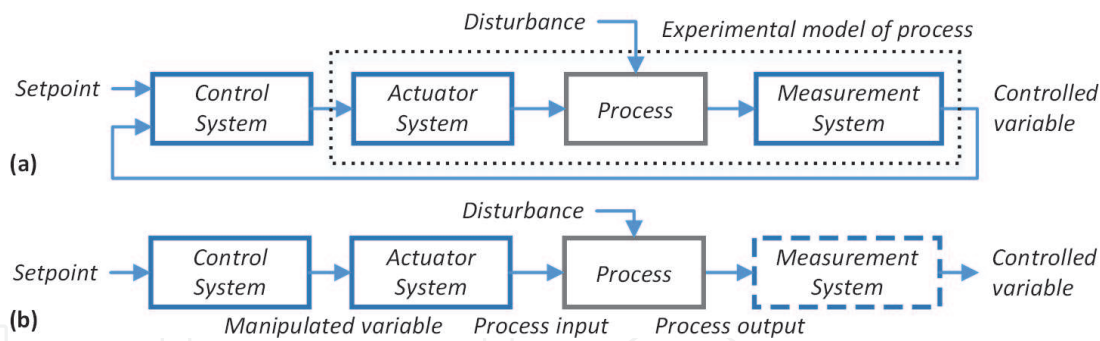 Disturbance
Experimental model of process
Setpoint
Control
System
Actuator
System
Process
Measurement
System
Controlled
variable
(a)
Disturbance
Setpoint
Control
System
Actuator
System
Process
Measurement
System
Controlled
variable
(b)
Manipulated variable
Process input
Process output